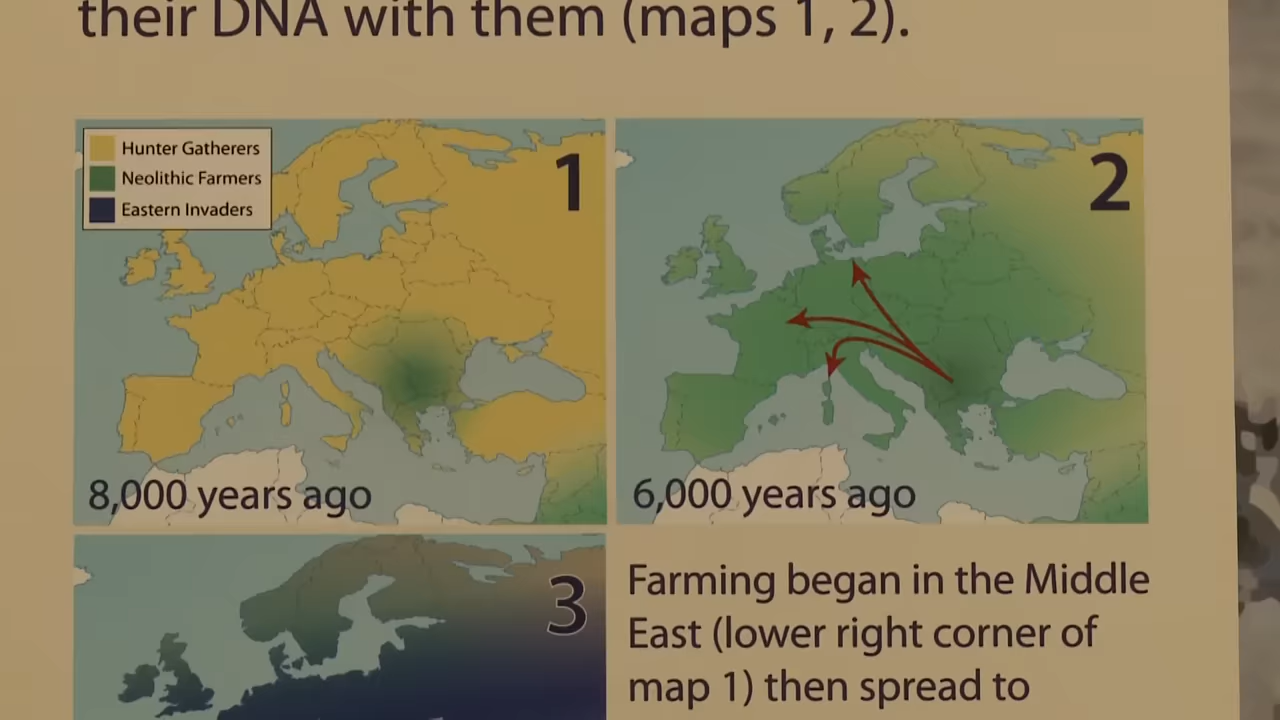 their DNA with them (maps 1, 2).
Hunter Gatherers
Neolithic Farmers
Eastern Invaders
1
8,000 years ago
2
6,000 years ago
3
Farming began in the Middle
East (lower right corner of
map 1) then spread to